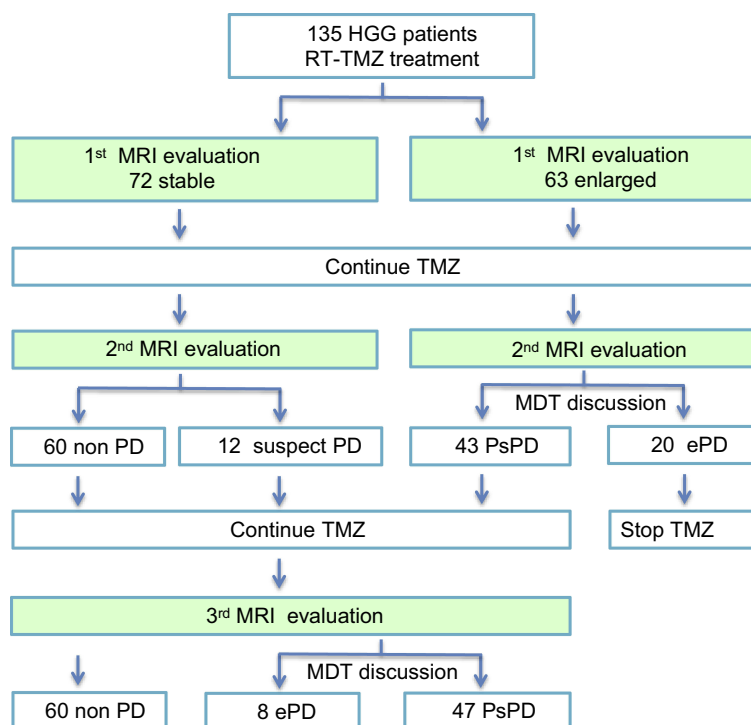 135 HGG patients
RT-TMZ treatment
1st MRI evaluation
72 stable
1st MRI evaluation
63 enlarged
Continue TMZ
2nd MRI evaluation
2nd MRI evaluation
MDT discussion
60 non PD
12 suspect PD
43 PsPD
20 ePD
Continue TMZ
Stop TMZ
3rd MRI evaluation
MDT discussion
60 non PD
8 ePD
47 PsPD